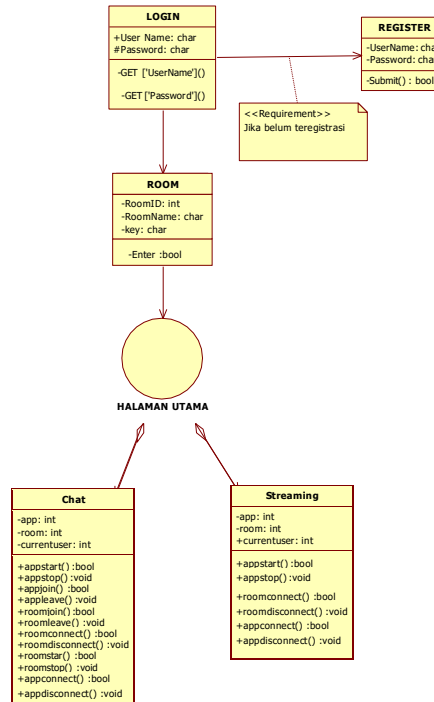 LOGIN
+User Name: char
#Password: char
-GET ['UserName']()
-GET['Password']()
REGISTER
-UserName: cha
-Password: char
-Submit() : bool
<<Requirement>>
Jika belum teregistrasi
ROOM
-RoomID: int
-RoomName: char
-key: char
-Enter :bool
HALAMAN UTAMA
Chat
-app: int
-room: int
-currentuser: int
+appstart():bool
+appstop():void
+appjoin():bool
+appleave():void
+roomjoin():bool
+roomleave():void
+roomconnect():bool
+roomdisconnect():void
+roomstar():bool
+roomstop():void
+appconnect():bool
+appdisconnect():void
Streaming
-app: int
-room: int
+currentuser: int
+appstart():bool
+appstop():void
+roomconnect():bool
+roomdisconnect():void
+appconnect():bool
+appdisconnect():void